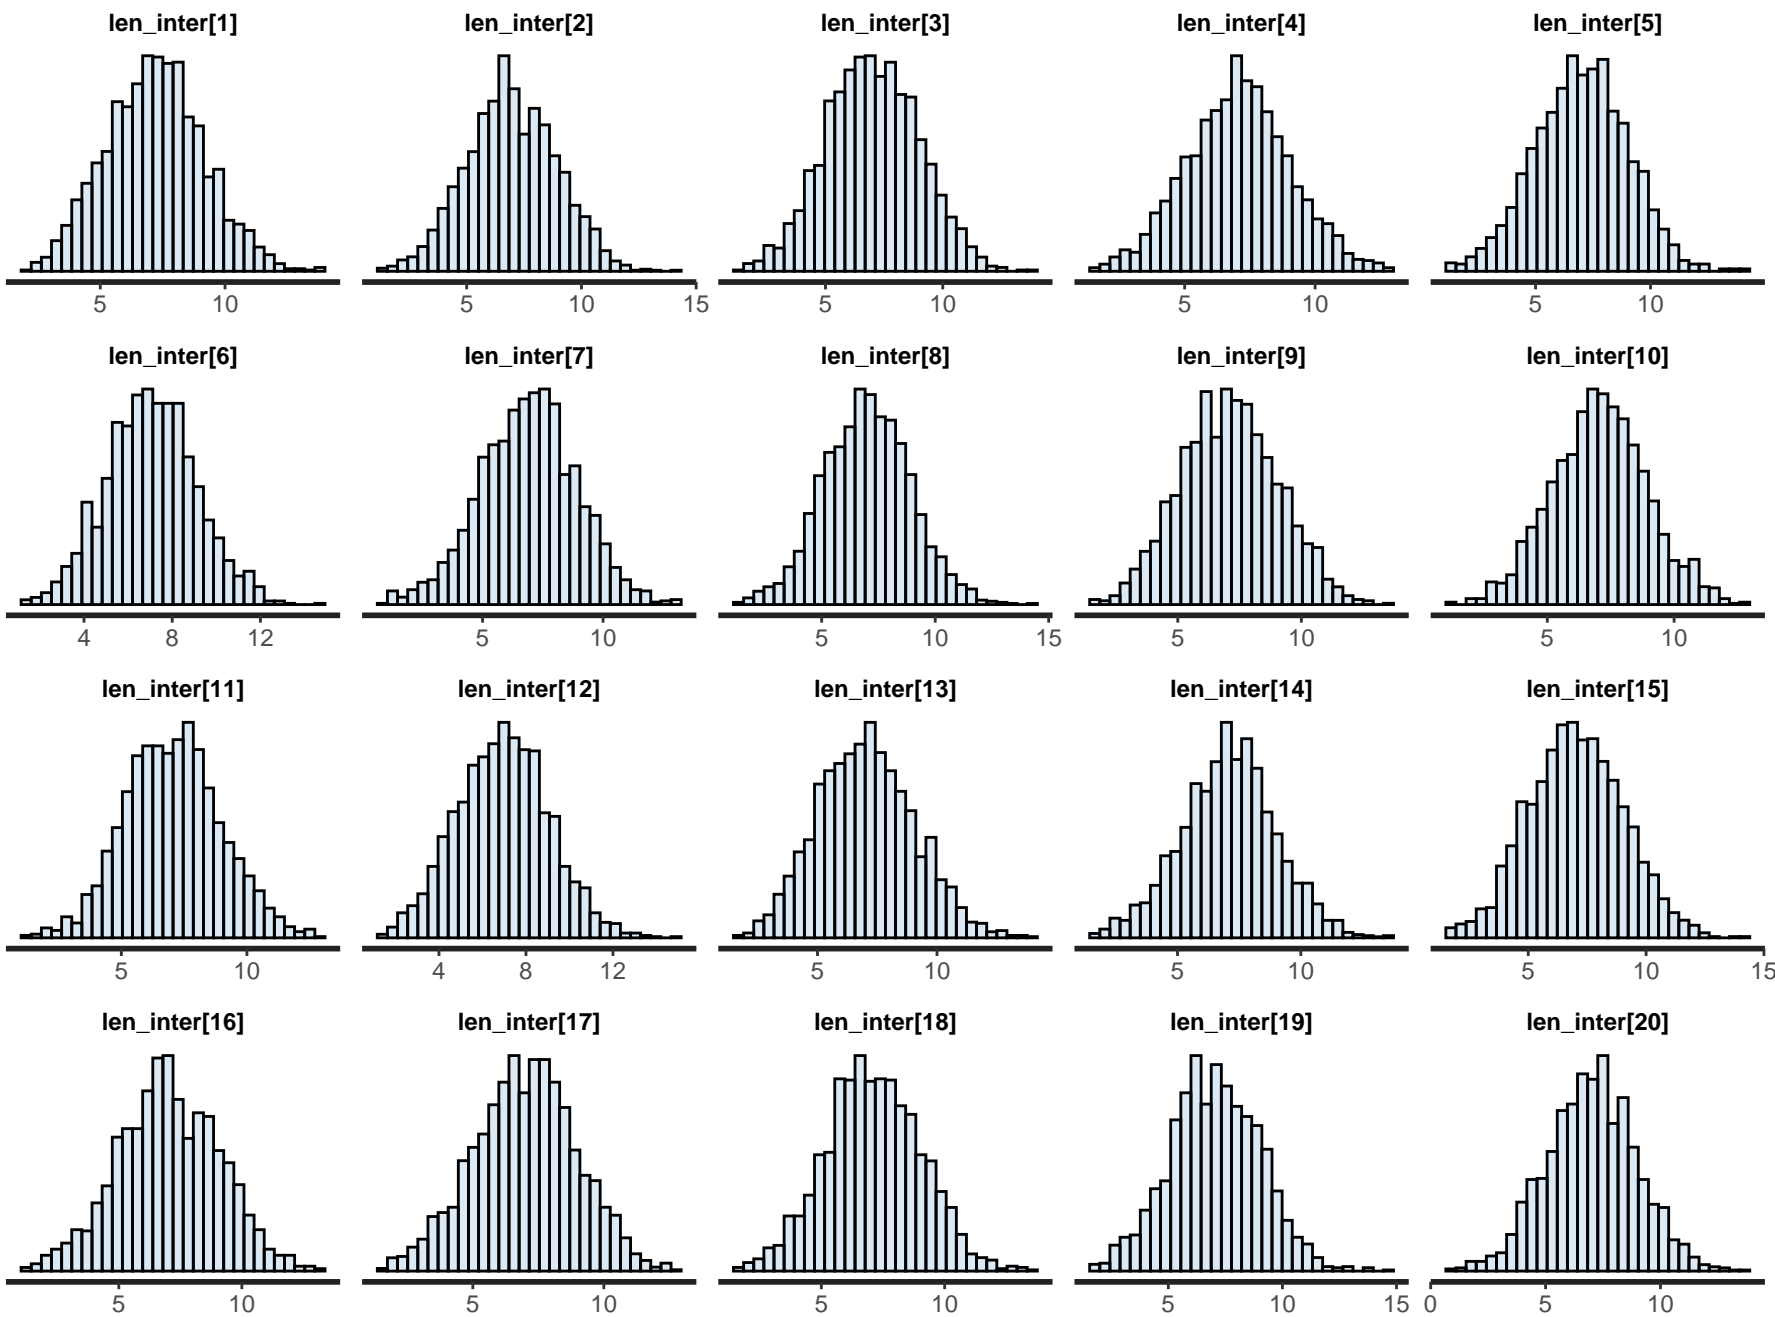 len_inter[1] len_inter[2] len_inter[3] len_inter[4] len_inter[5]
5 10 5 10 15 5 10 5 10 5 10
len_inter[6] len_inter[7] len_inter[8] len_inter[9] len_inter[10]
4 8 12 5 10 5 10 15 5 10 5 10
len_inter[11] len_inter[12] len_inter[13] len_inter[14] len_inter[15]
5 10 4 8 12 5 10 5 10 5 10 15
len_inter[16] len_inter[17] len_inter[18] len_inter[19] len_inter[20]
5 10 5 10 5 10 5 10 15 0 5 10